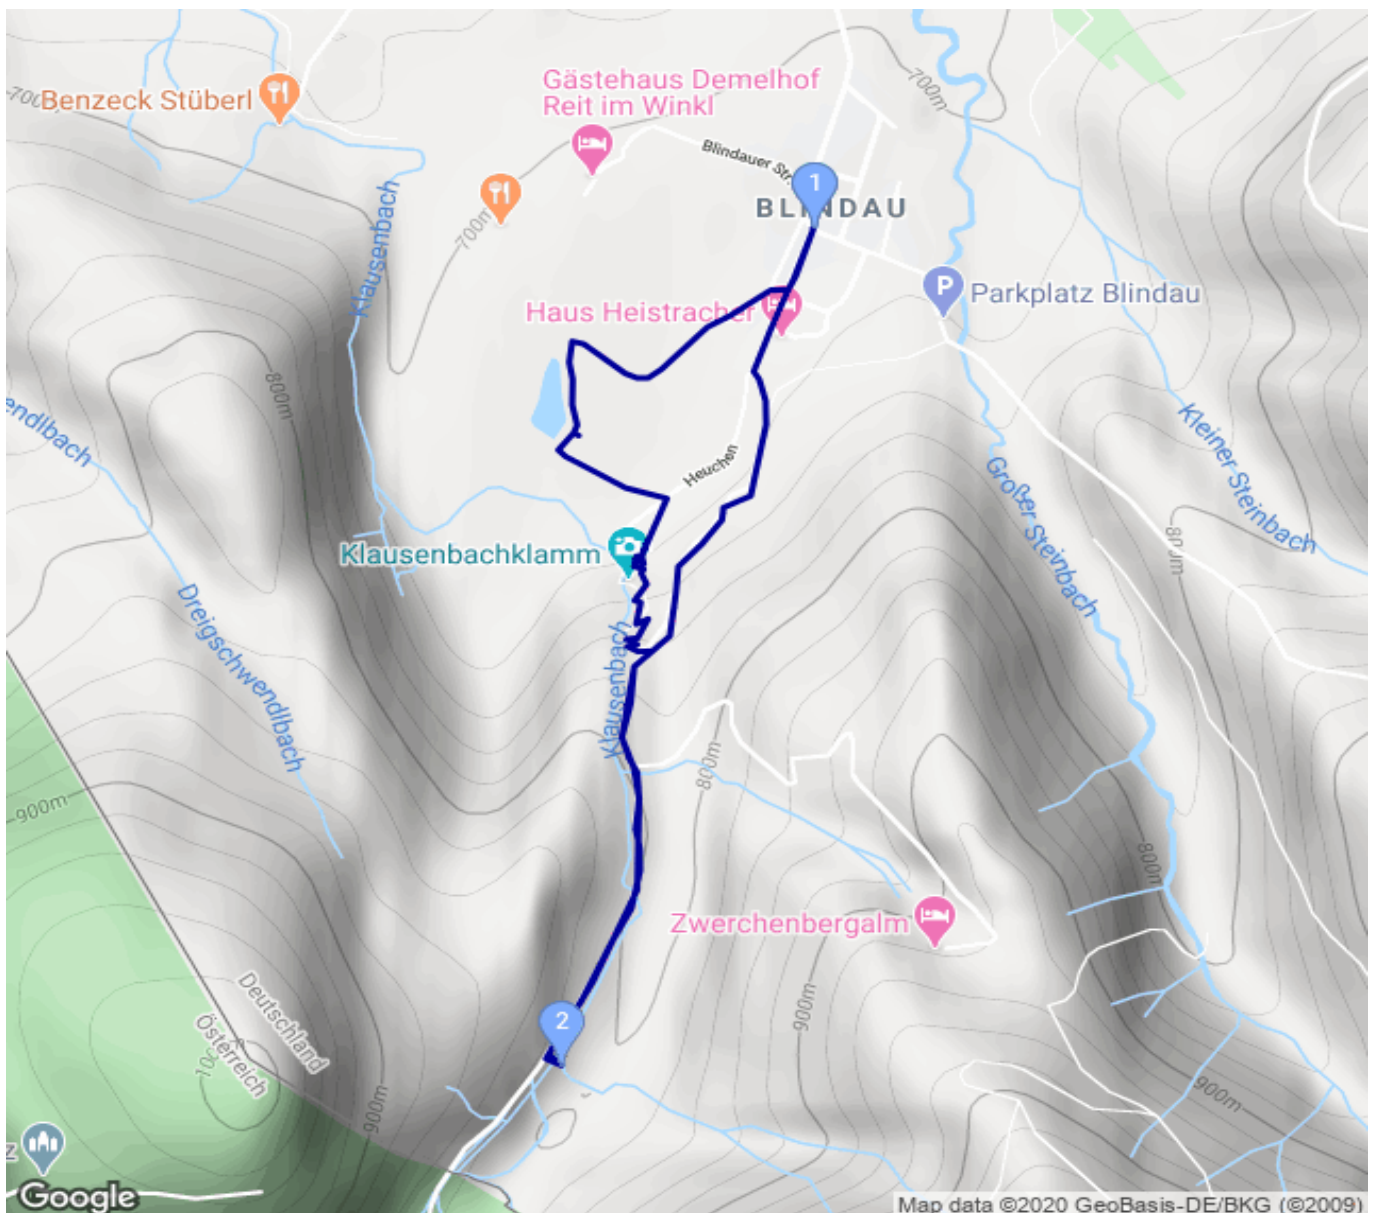 Gästehaus Demelhof
Reit im Winkl
700m
Benzeck Stüberl
700m
Blindauer Str.
1
BLINDAU
Klausenbach
700m
P
Parkplatz Blindau
Haus Heistracher
800m
endlbach
Kleiner Steinbach
Heuchen
Großer Steinbach
800m
Klausenbachklamm
Dreigschwendlbach
Klausenbach
800m
900m
800m
Zwerchenbergalm
Deutschland
Österreich
900m
2
900m
900m
z
Google
Map data ©2020 GeoBasis-DE/BKG (©2009)